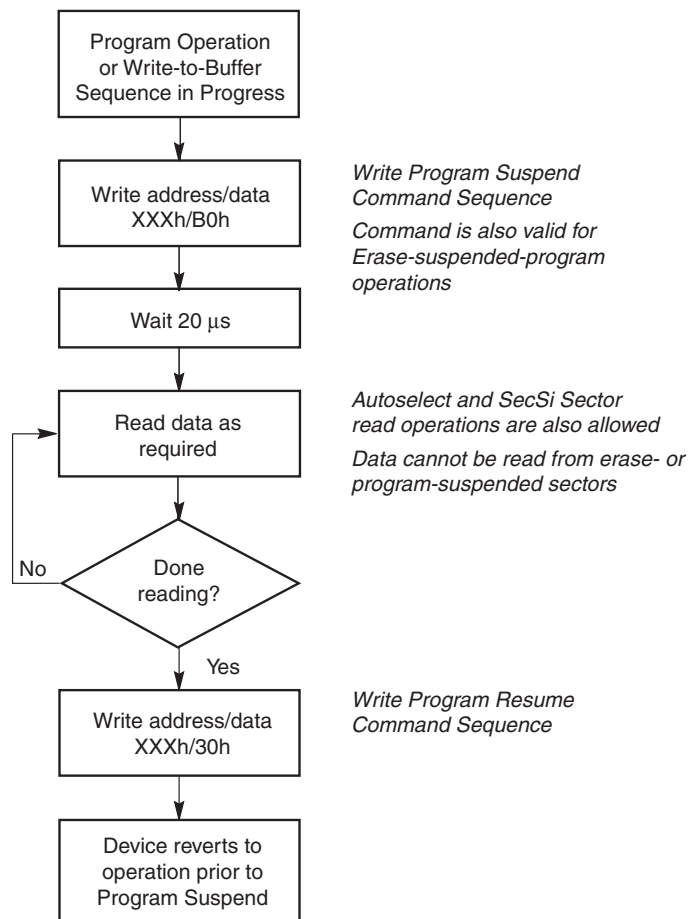 Program Operation
or Write-to-Buffer
Sequence in Progress
Write address/data
XXXh/B0h
Write Program Suspend
Command Sequence
Command is also valid for
Erase-suspended-program
operations
Wait 20 μs
Read data as
required
Autoselect and SecSi Sector
read operations are also allowed
Data cannot be read from erase- or
program-suspended sectors
No
Done
reading?
Yes
Write address/data
XXXh/30h
Write Program Resume
Command Sequence
Device reverts to
operation prior to
Program Suspend